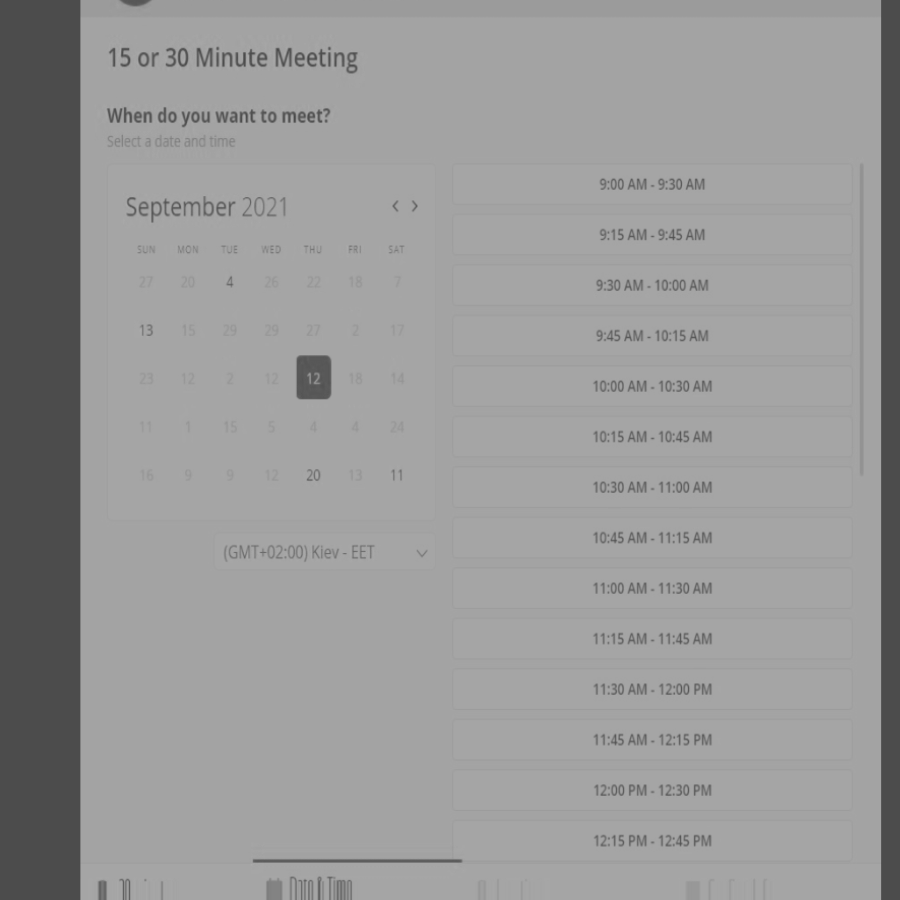 15 or 30 Minute Meeting
When do you want to meet?
Select a date and time
September 2021
SUN MON TUE WED THU FRI SAT
27 20 4 26 22 18 7
13 15 29 29 27 2 17
23 12 2 12 12 18 14
11 1 15 5 4 4 24
16 9 9 12 20 13 11
(GMT+02:00) Kiev - EET
9:00 AM - 9:30 AM
9:15 AM - 9:45 AM
9:30 AM - 10:00 AM
9:45 AM - 10:15 AM
10:00 AM - 10:30 AM
10:15 AM - 10:45 AM
10:30 AM - 11:00 AM
10:45 AM - 11:15 AM
11:00 AM - 11:30 AM
11:15 AM - 11:45 AM
11:30 AM - 12:00 PM
11:45 AM - 12:15 PM
12:00 PM - 12:30 PM
12:15 PM - 12:45 PM
Date & Time